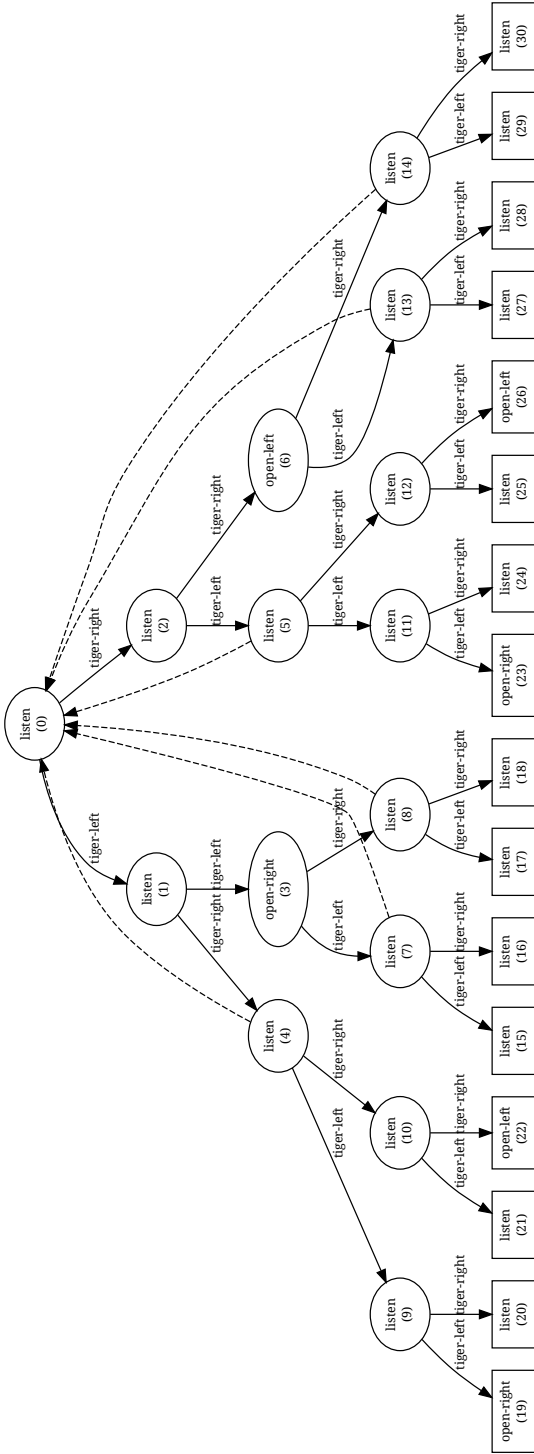 listen
(0)
tiger-left
tiger-right
listen
(1)
listen
(2)
tiger-right
tiger-left
tiger-left
tiger-right
listen
(4)
open-right
(3)
listen
(5)
open-left
(6)
tiger-left
tiger-right
tiger-left
tiger-right
tiger-left
tiger-right
tiger-left
tiger-right
listen
(9)
listen
(10)
listen
(7)
listen
(8)
listen
(11)
listen
(12)
listen
(13)
listen
(14)
tiger-left
tiger-right
tiger-left
tiger-right
tiger-left
tiger-right
tiger-left
tiger-right
tiger-left
tiger-right
tiger-left
tiger-right
tiger-left
tiger-right
tiger-left
tiger-right
open-right
(19)
listen
(20)
listen
(21)
open-left
(22)
listen
(15)
listen
(16)
listen
(17)
listen
(18)
open-right
(23)
listen
(24)
listen
(25)
open-left
(26)
listen
(27)
listen
(28)
listen
(29)
listen
(30)